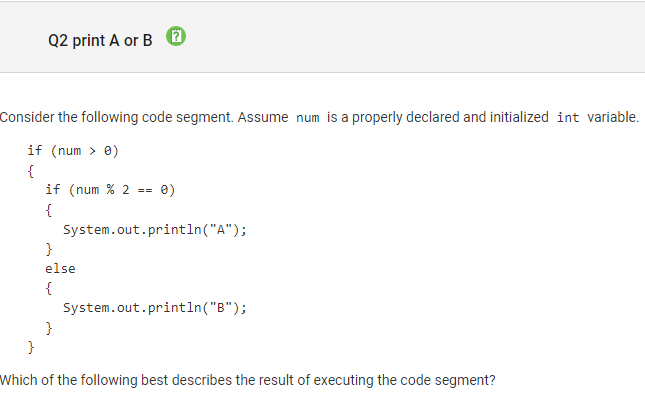 Q2 print A or B ?
Consider the following code segment. Assume num is a properly declared and initialized int variable.
if (num > 0)
{
if (num % 2 == 0)
{
System.out.println("A");
}
else
{
System.out.println("B");
}
}
Which of the following best describes the result of executing the code segment?